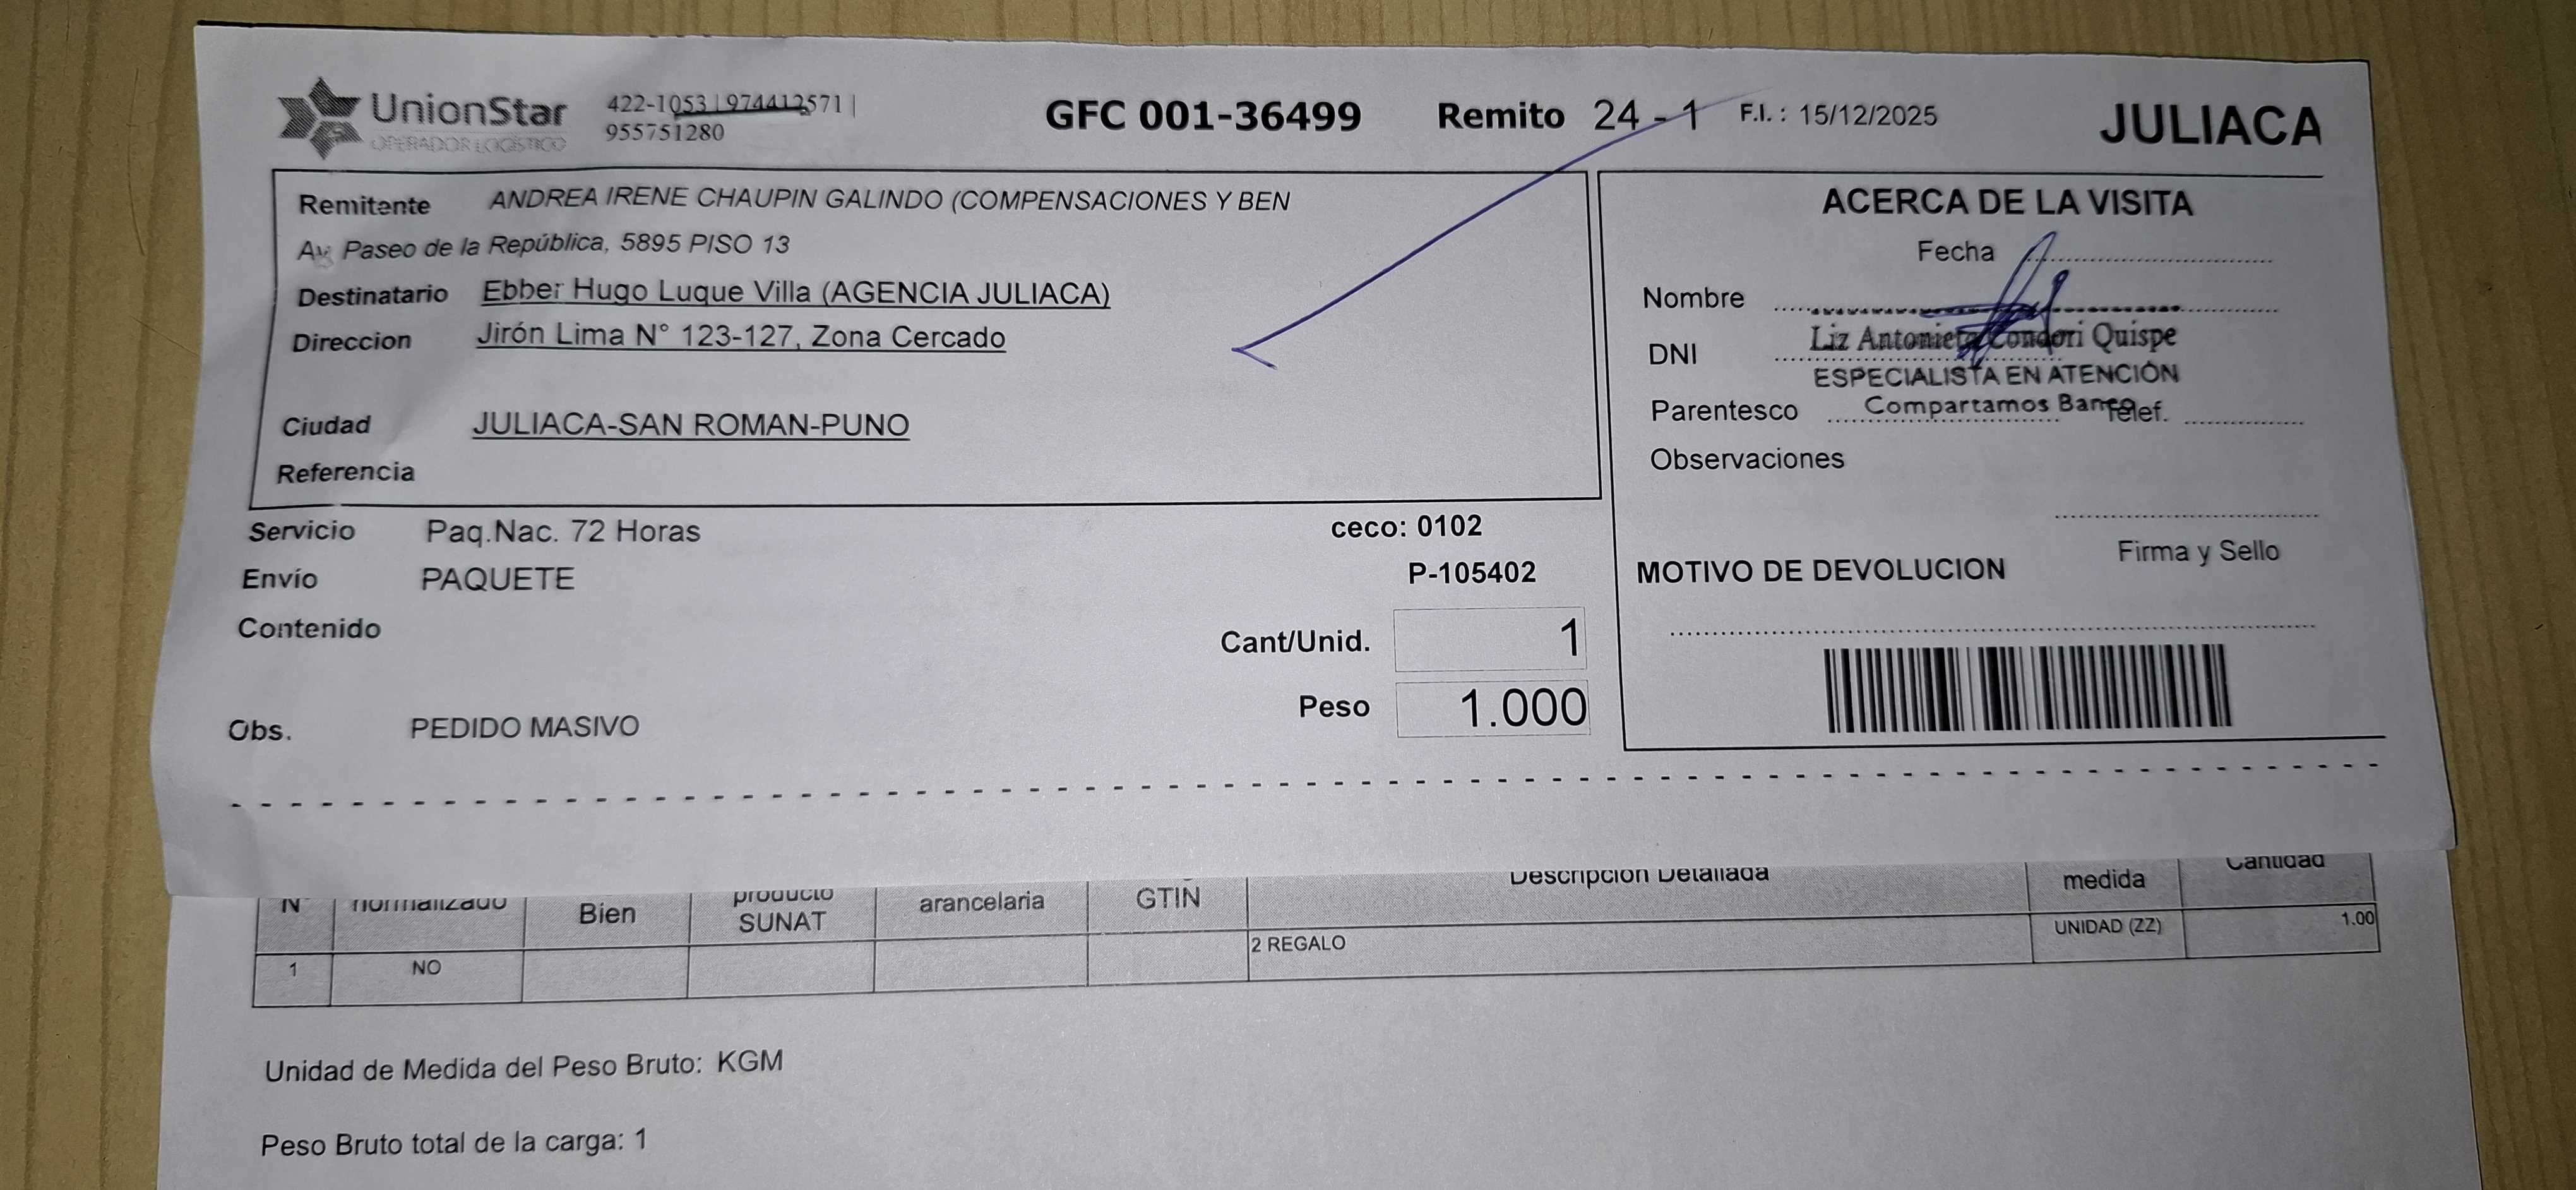 UnionStar
OPERADOR LOGISTICO
422-1053 | 974412571 |
955751280
GFC 001-36499 Remito 24 - 1 F.I. : 15/12/2025 JULIACA
Remitente ANDREA IRENE CHAUPIN GALINDO (COMPENSACIONES Y BEN
Av. Paseo de la República, 5895 PISO 13
Destinatario Ebber Hugo Luque Villa (AGENCIA JULIACA)
Direccion Jirón Lima N° 123-127, Zona Cercado
Ciudad JULIACA-SAN ROMAN-PUNO
Referencia
ACERCA DE LA VISITA
Fecha
Nombre
DNI Liz Antonieta Condori Quispe
ESPECIALISTA EN ATENCIÓN
Parentesco Compartamos Banco Telef.
Observaciones
Firma y Sello
MOTIVO DE DEVOLUCION
Servicio Paq.Nac. 72 Horas ceco: 0102
Envío PAQUETE P-105402
Contenido
Cant/Unid. 1
Peso 1.000
Obs. PEDIDO MASIVO
N° normalizado Bien producto SUNAT arancelaria GTIN Descripción Detallada medida Cantidad
1 NO 2 REGALO UNIDAD (ZZ) 1.00
Unidad de Medida del Peso Bruto: KGM
Peso Bruto total de la carga: 1